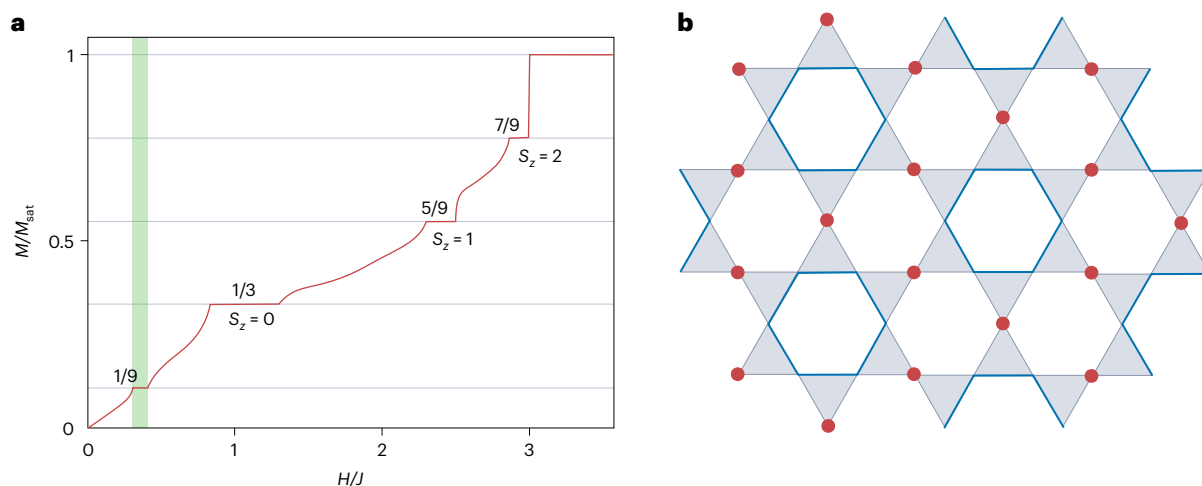 a
b
1
7/9
S_z = 2
5/9
S_z = 1
0.5
M/M_sat
1/3
S_z = 0
1/9
0
0
1
2
3
H/J